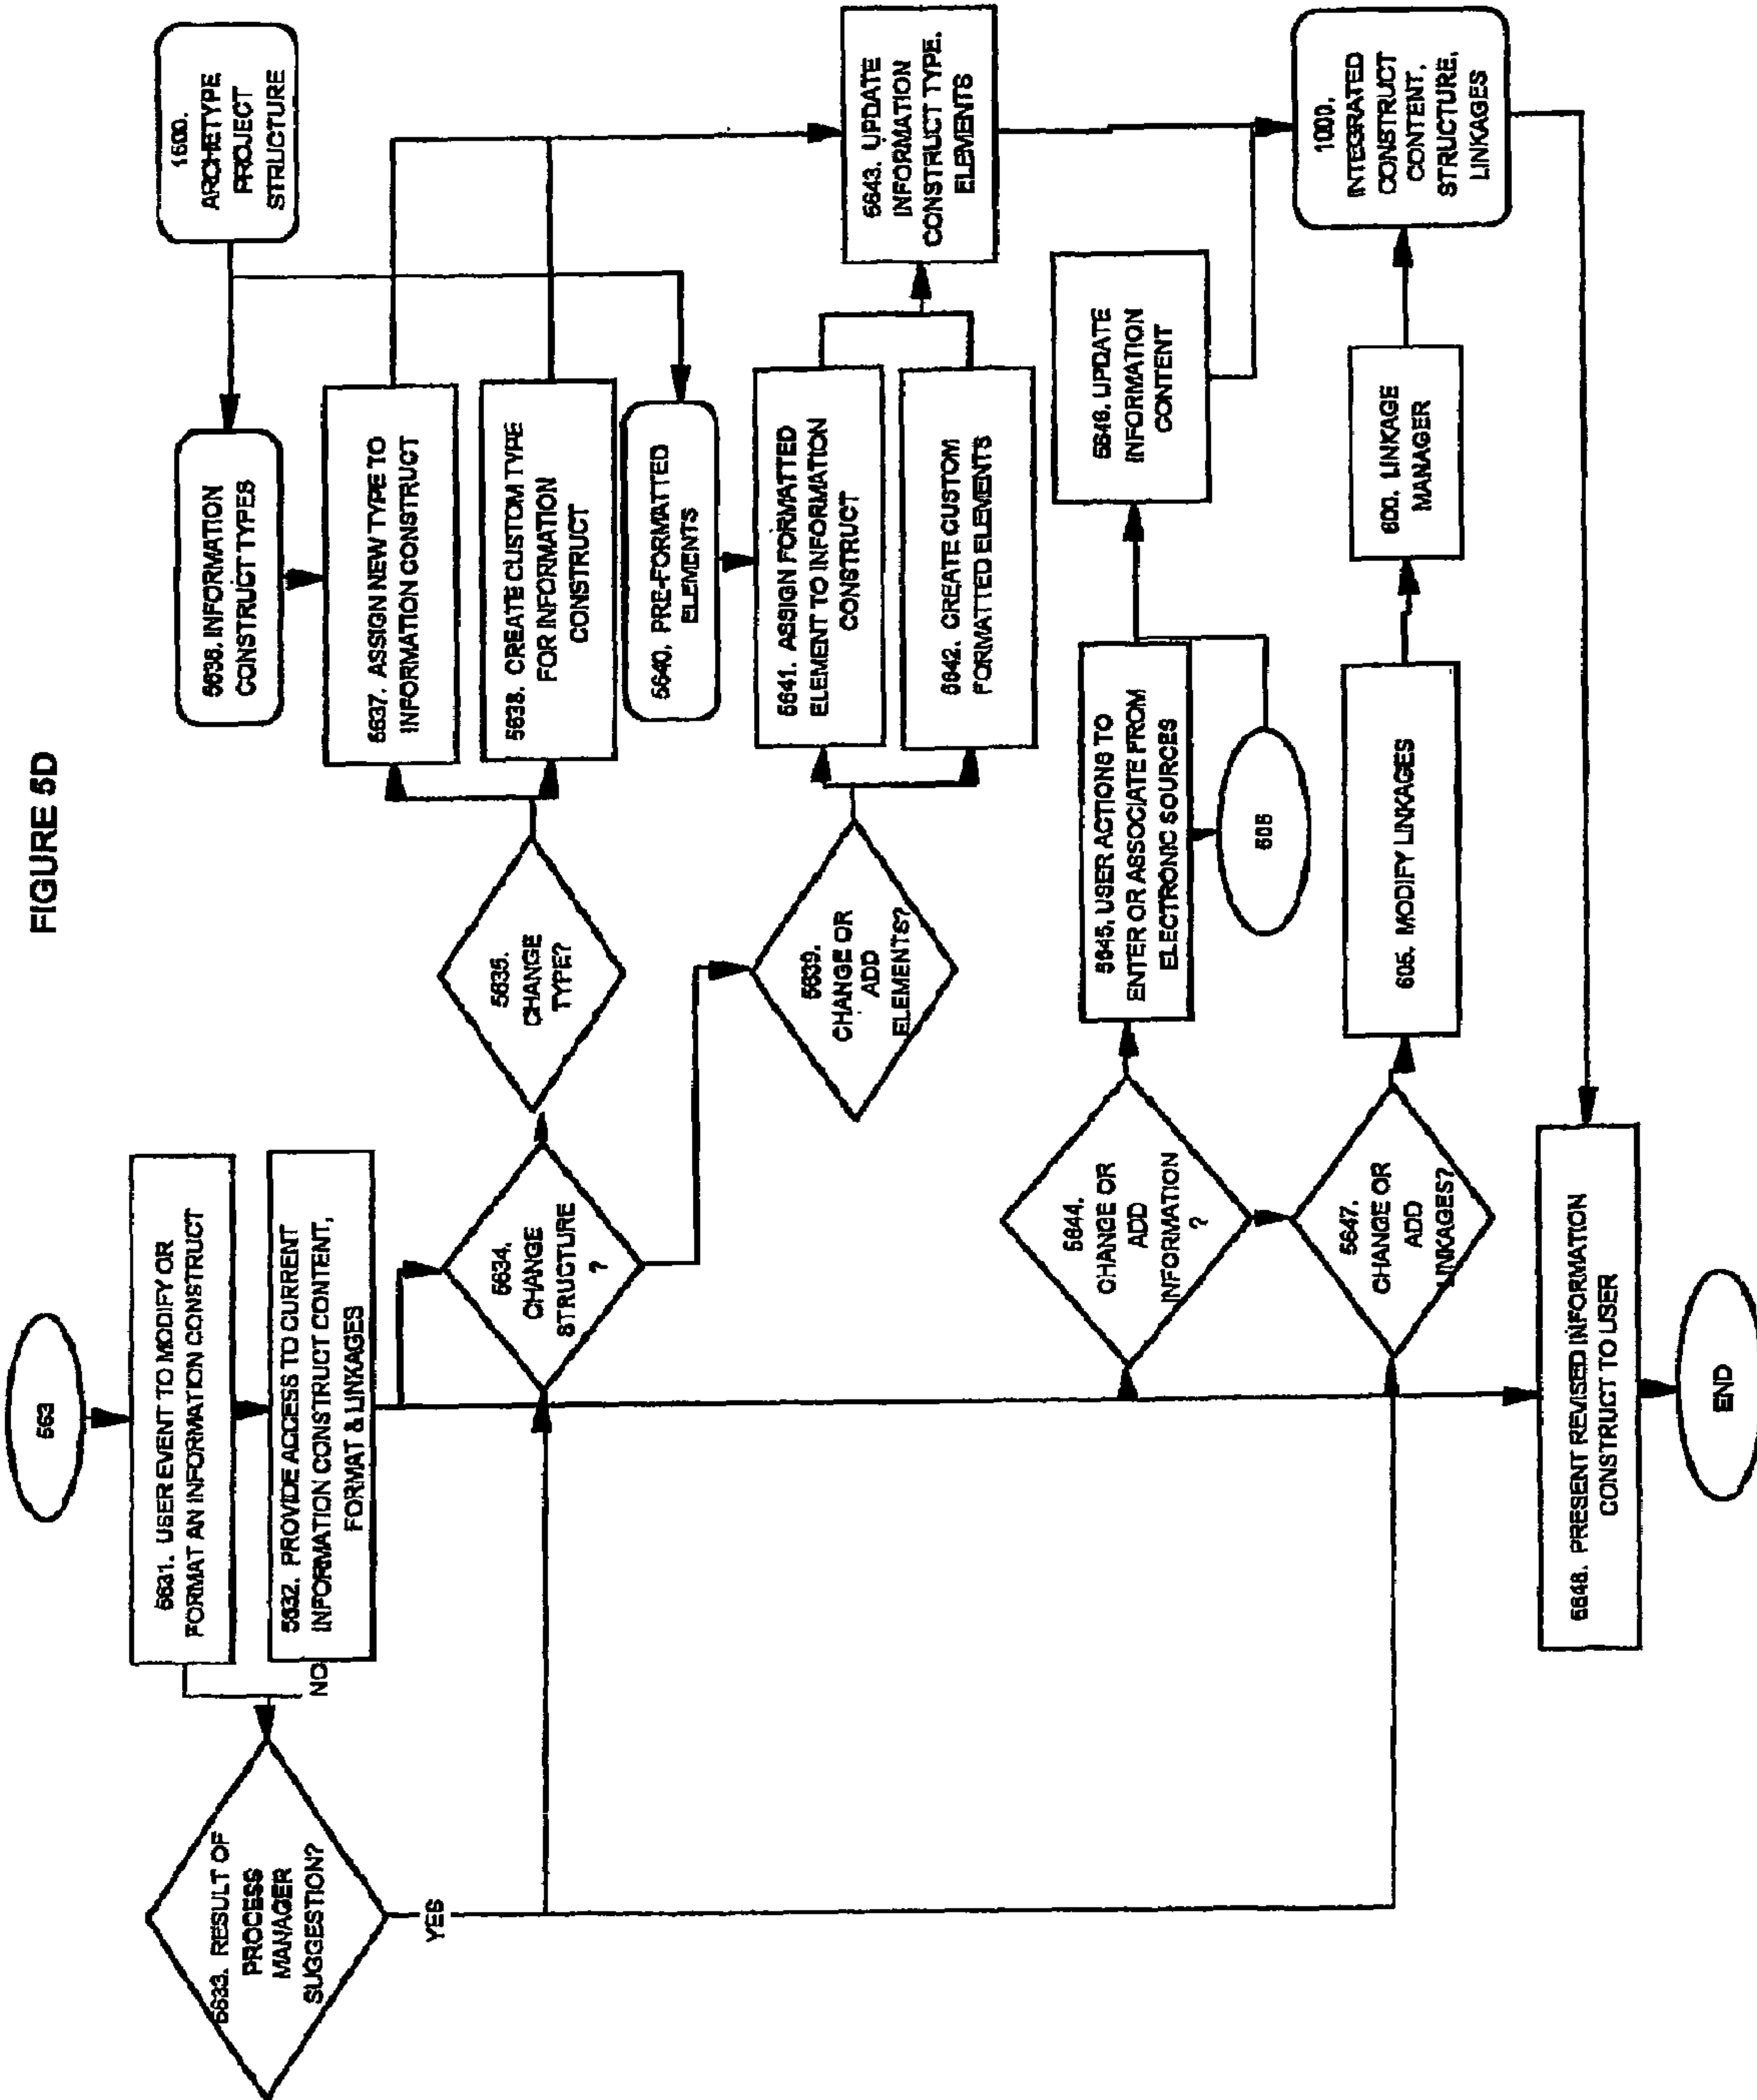 FIGURE 5D
563
5631. USER EVENT TO MODIFY OR
FORMAT AN INFORMATION CONSTRUCT
5632. PROVIDE ACCESS TO CURRENT
INFORMATION CONSTRUCT CONTENT,
FORMAT & LINKAGES
NO
5633. RESULT OF
PROCESS
MANAGER
SUGGESTION?
YES
5634.
CHANGE
STRUCTURE
?
5635.
CHANGE
TYPE?
1500.
ARCHETYPE
PROJECT
STRUCTURE
5636. INFORMATION
CONSTRUCT TYPES
5637. ASSIGN NEW TYPE TO
INFORMATION CONSTRUCT
5638. CREATE CUSTOM TYPE
FOR INFORMATION
CONSTRUCT
5639.
CHANGE OR
ADD
ELEMENTS?
5640. PRE-FORMATTED
ELEMENTS
5641. ASSIGN FORMATTED
ELEMENT TO INFORMATION
CONSTRUCT
5642. CREATE CUSTOM
FORMATTED ELEMENTS
5643. UPDATE
INFORMATION
CONSTRUCT TYPE.
ELEMENTS
5644.
CHANGE OR
ADD
INFORMATION
?
5645. USER ACTIONS TO
ENTER OR ASSOCIATE FROM
ELECTRONIC SOURCES
5646. UPDATE
INFORMATION
CONTENT
5647.
CHANGE OR
ADD
LINKAGES?
605. MODIFY LINKAGES
600. LINKAGE
MANAGER
1000.
INTEGRATED
CONSTRUCT
CONTENT,
STRUCTURE,
LINKAGES
5648. PRESENT REVISED INFORMATION
CONSTRUCT TO USER
END